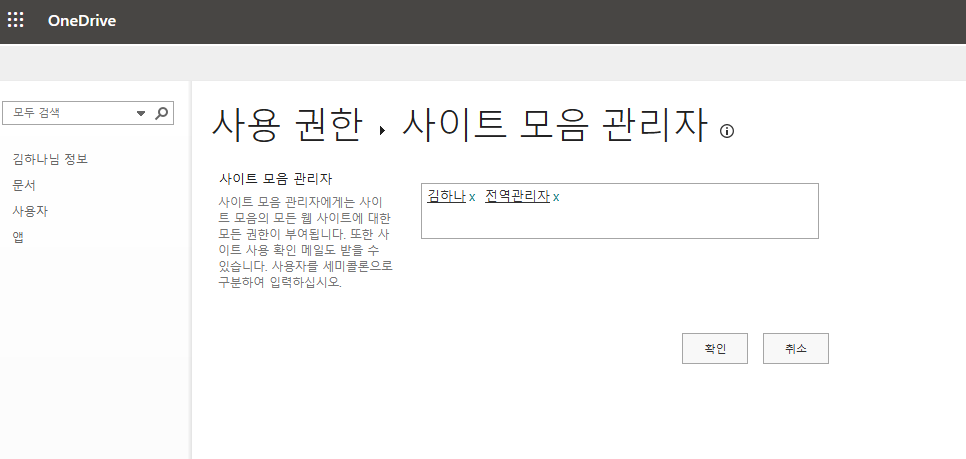 OneDrive
모두 검색
김하나님 정보
문서
사용자
앱
사용 권한 ▸ 사이트 모음 관리자
사이트 모음 관리자
사이트 모음 관리자에게는 사이
트 모음의 모든 웹 사이트에 대한
모든 권한이 부여됩니다. 또한 사
이트 사용 확인 메일도 받을 수
있습니다. 사용자를 세미콜론으로
구분하여 입력하십시오.
김하나 x 전역관리자 x
확인
취소